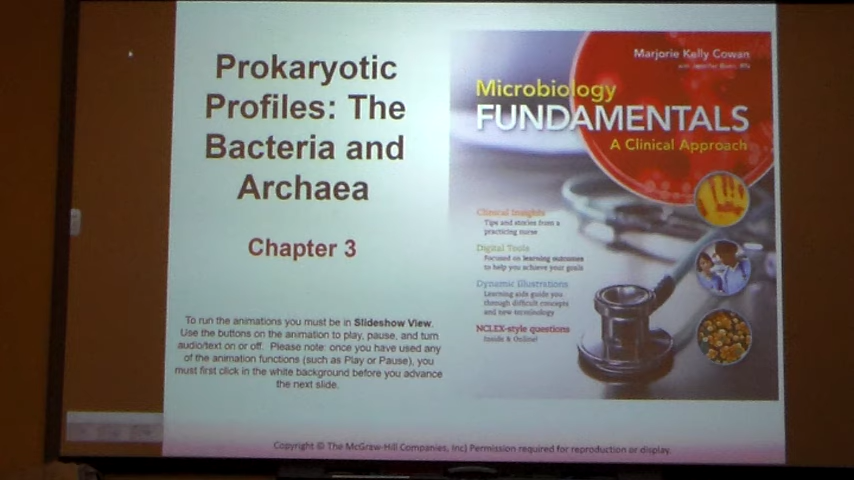 Prokaryotic
Profiles: The
Bacteria and
Archaea
Chapter 3
To run the animations you must be in Slideshow View.
Use the buttons on the animation to play, pause, and turn
audio/text on or off. Please note: once you have used any
of the animation functions (such as Play or Pause), you
must first click in the white background before you advance
the next slide.
Marjorie Kelly Cowan
Microbiology
FUNDAMENTALS
A Clinical Approach
Clinical Insights
Tips and stories from a
practicing nurse
Digital Tools
Focused on learning outcomes
to help you achieve your goals
Dynamic Illustrations
Learning aids guide you
through difficult concepts
and new terminology
NCLEX-style questions
Inside & Online!
Copyright © The McGraw-Hill Companies, Inc) Permission required for reproduction or display.